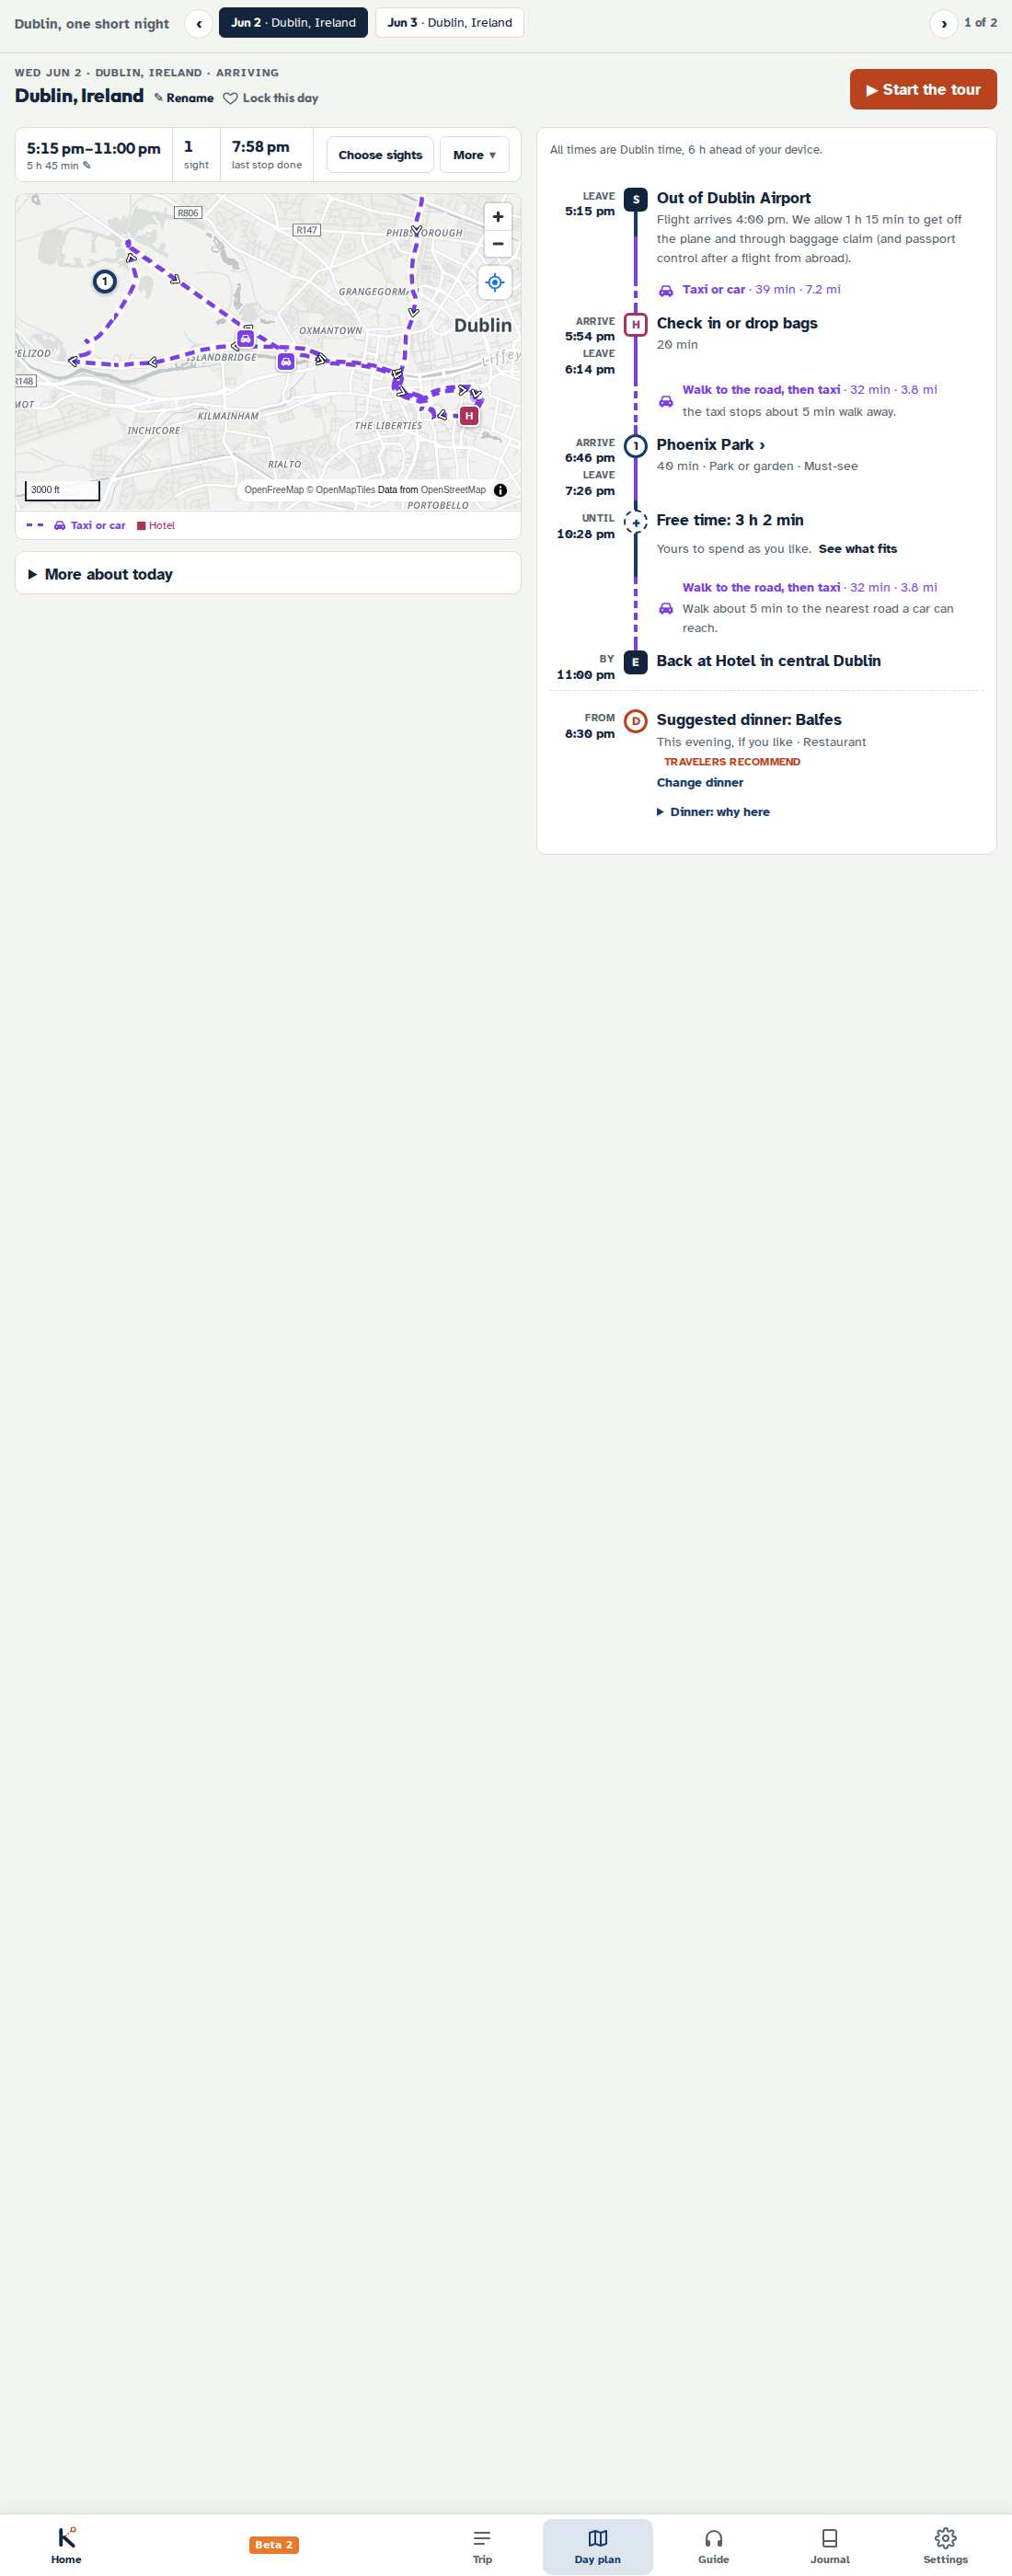 Dublin, one short night
‹
Jun 2 · Dublin, Ireland
Jun 3 · Dublin, Ireland
›
1 of 2
WED JUN 2 · DUBLIN, IRELAND · ARRIVING
Dublin, Ireland
✎ Rename
Lock this day
▶ Start the tour
5:15 pm–11:00 pm
5 h 45 min ✎
1
sight
7:58 pm
last stop done
Choose sights
More ▼
R806
R147
PHIBSBOROUGH
GRANGEGORMA
OXMANTOWN
Dublin
ELIZOD
ISLANDBRIDGE
Liffey
R148
MOT
KILMAINHAM
INCHICORE
THE LIBERTIES
RIALTO
PORTOBELLO
1
H
+
−
3000 ft
OpenFreeMap © OpenMapTiles Data from OpenStreetMap
Taxi or car
Hotel
▶ More about today
All times are Dublin time, 6 h ahead of your device.
LEAVE
5:15 pm
S
Out of Dublin Airport
Flight arrives 4:00 pm. We allow 1 h 15 min to get off
the plane and through baggage claim (and passport
control after a flight from abroad).
Taxi or car · 39 min · 7.2 mi
ARRIVE
5:54 pm
LEAVE
6:14 pm
H
Check in or drop bags
20 min
Walk to the road, then taxi · 32 min · 3.8 mi
the taxi stops about 5 min walk away.
ARRIVE
6:46 pm
LEAVE
7:26 pm
1
Phoenix Park ›
40 min · Park or garden · Must-see
UNTIL
10:28 pm
+
Free time: 3 h 2 min
Yours to spend as you like. See what fits
Walk to the road, then taxi · 32 min · 3.8 mi
Walk about 5 min to the nearest road a car can
reach.
BY
11:00 pm
E
Back at Hotel in central Dublin
FROM
8:30 pm
D
Suggested dinner: Balfes
This evening, if you like · Restaurant
TRAVELERS RECOMMEND
Change dinner
▶ Dinner: why here
Home
Beta 2
Trip
Day plan
Guide
Journal
Settings